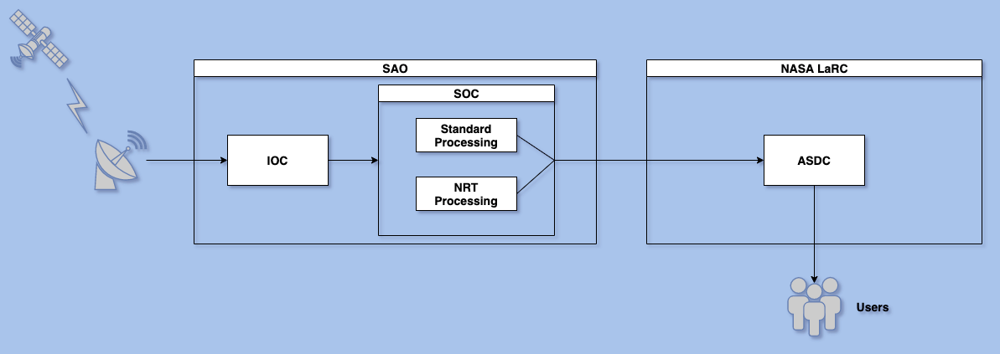 SAO
NASA LaRC
SOC
Standard
Processing
IOC
ASDC
NRT
Processing
Users